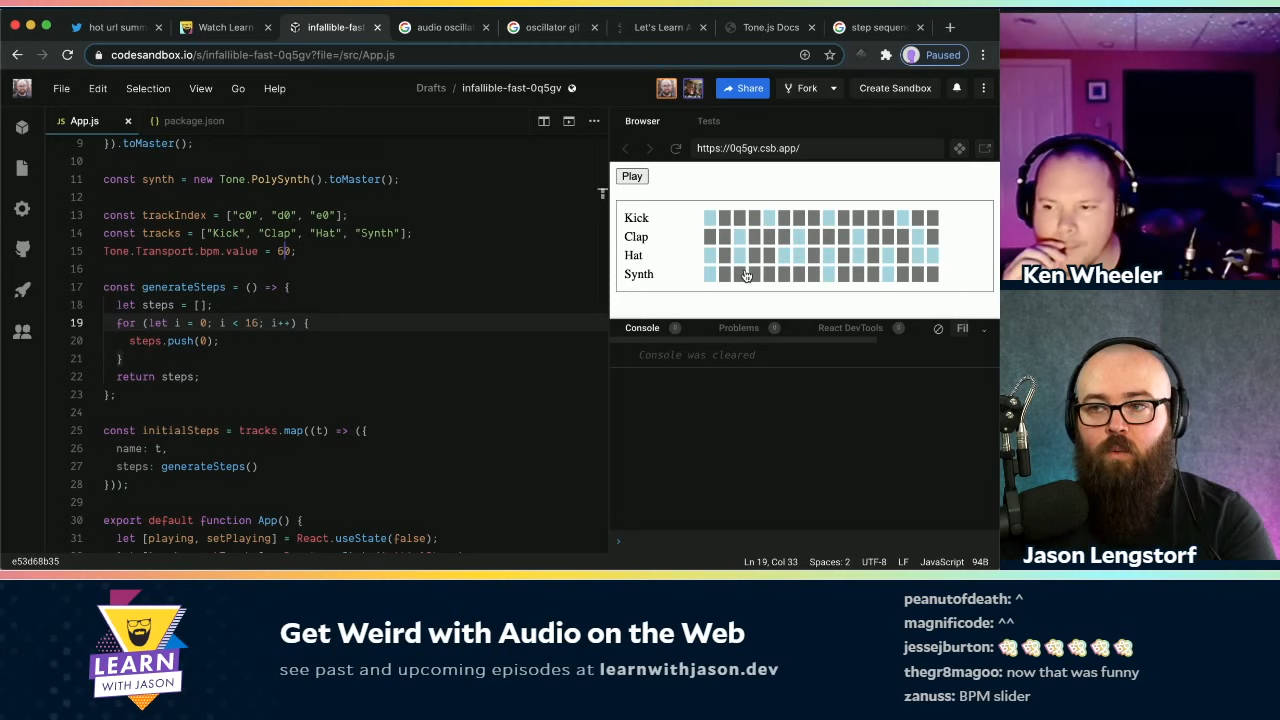 hot url summ
Watch Learn
infallible-fast
audio oscillat
oscillator gif
Let's Learn A
Tone.js Docs
step sequenc
codesandbox.io/s/infallible-fast-0q5gv?file=/src/App.js
Paused
File Edit Selection View Go Help
Drafts / infallible-fast-0q5gv
Share
Fork
Create Sandbox
JS App.js
{} package.json
Browser
Tests
https://0q5gv.csb.app/
9 }).toMaster();
10
11 const synth = new Tone.PolySynth().toMaster();
12
13 const trackIndex = ["c0", "d0", "e0"];
14 const tracks = ["Kick", "Clap", "Hat", "Synth"];
15 Tone.Transport.bpm.value = 60;
16
17 const generateSteps = () => {
18 let steps = [];
19 for (let i = 0; i < 16; i++) {
20 steps.push(0);
21 }
22 return steps;
23 };
24
25 const initialSteps = tracks.map((t) => ({
26 name: t,
27 steps: generateSteps()
28 }));
29
30 export default function App() {
31 let [playing, setPlaying] = React.useState(false);
Play
Kick
Clap
Hat
Synth
Console 0
Problems 0
React DevTools 0
Fil
Console was cleared
e53d68b35
Ln 19, Col 33 Spaces: 2 UTF-8 LF JavaScript 94B
Ken Wheeler
Jason Lengstorf
LEARN
WITH JASON
Get Weird with Audio on the Web
see past and upcoming episodes at learnwithjason.dev
peanutofdeath: ^
magnificode: ^^
jessejburton:
thegr8magoo: now that was funny
zanuss: BPM slider